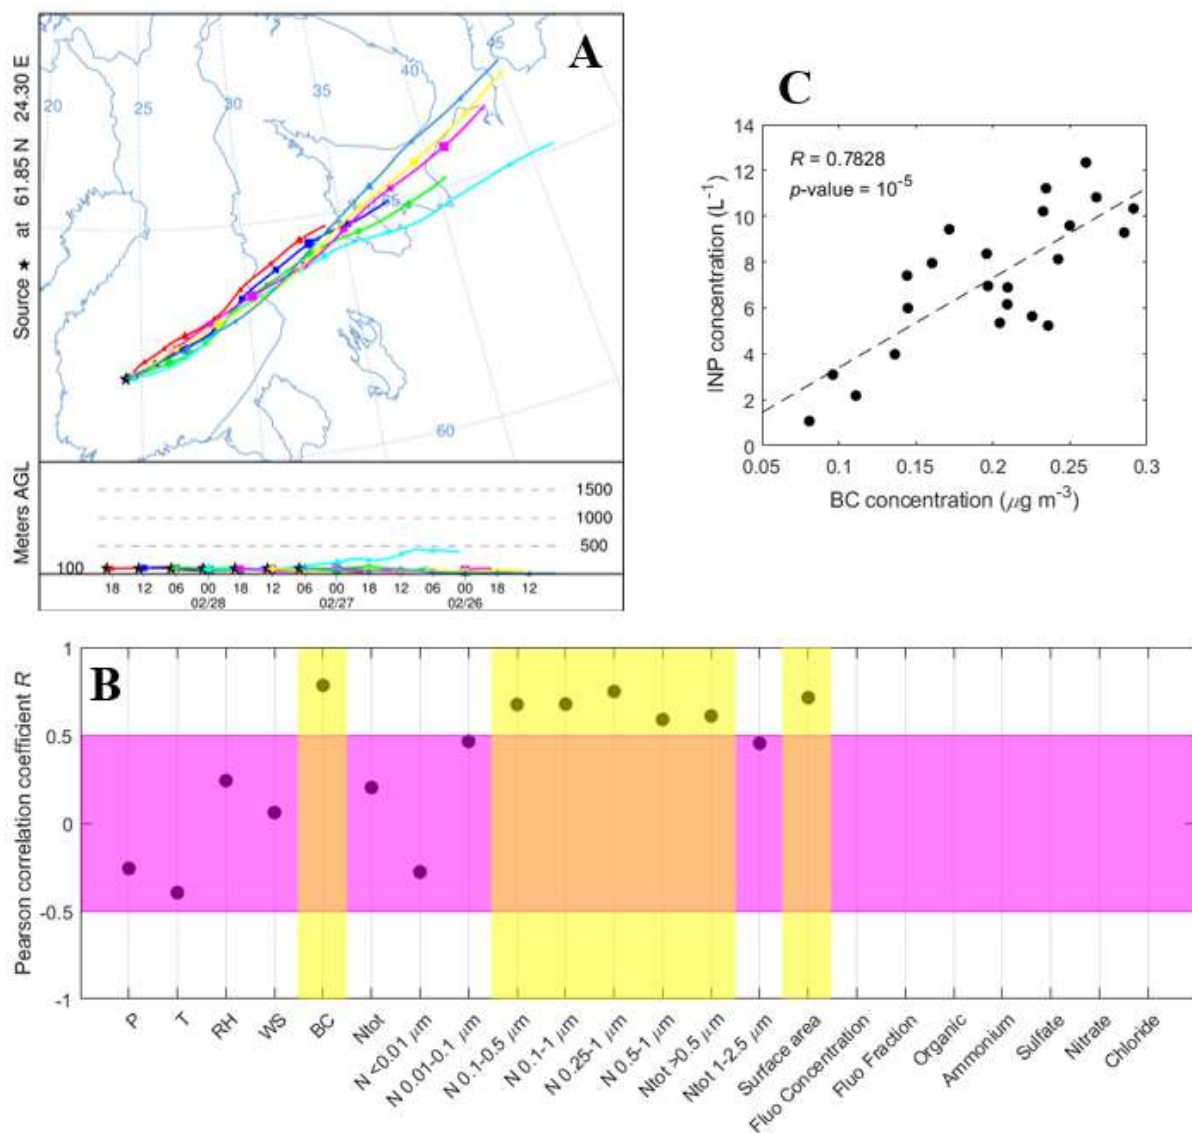 A
20
25
30
35
40
45
55
60
Source ★ at 61.85 N 24.30 E
Meters AGL
1500
1000
500
100
18 12 06 00 18 12 06 00 18 12 06 00 18 12
02/28 02/27 02/26
C
R = 0.7828
p-value = 10⁻⁵
14
12
10
8
6
4
2
0
0.05 0.1 0.15 0.2 0.25 0.3
INP concentration (L⁻¹)
BC concentration (μg m⁻³)
B
Pearson correlation coefficient R
1
0.5
0
-0.5
-1
P
T
RH
WS
BC
Ntot
N <0.01 μm
N 0.01-0.1 μm
N 0.1-0.5 μm
N 0.1-1 μm
N 0.25-1 μm
N 0.5-1 μm
Ntot >0.5 μm
Ntot 1-2.5 μm
Surface area
Fluo Concentration
Fluo Fraction
Organic
Ammonium
Sulfate
Nitrate
Chloride